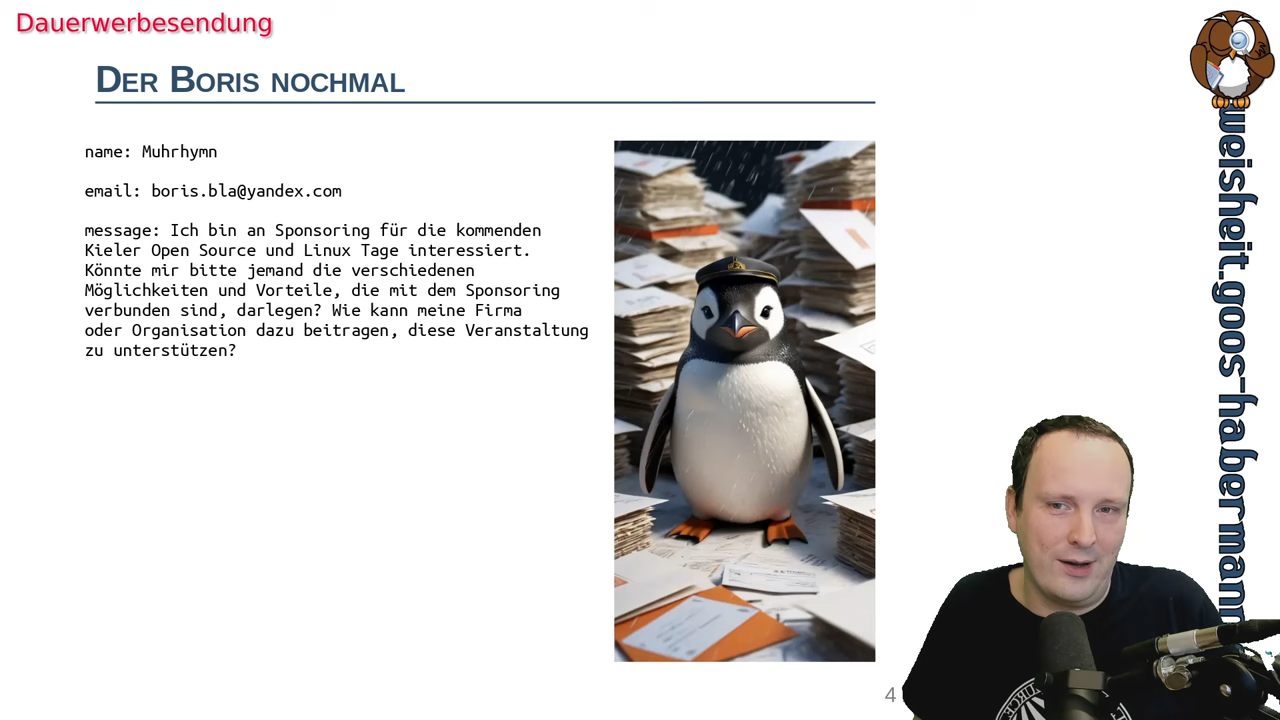 Dauerwerbesendung
Der Boris nochmal
name: Muhrhymn
email: boris.bla@yandex.com
message: Ich bin an Sponsoring für die kommenden
Kieler Open Source und Linux Tage interessiert.
Könnte mir bitte jemand die verschiedenen
Möglichkeiten und Vorteile, die mit dem Sponsoring
verbunden sind, darlegen? Wie kann meine Firma
oder Organisation dazu beitragen, diese Veranstaltung
zu unterstützen?
weisheit.goos-habermann
4